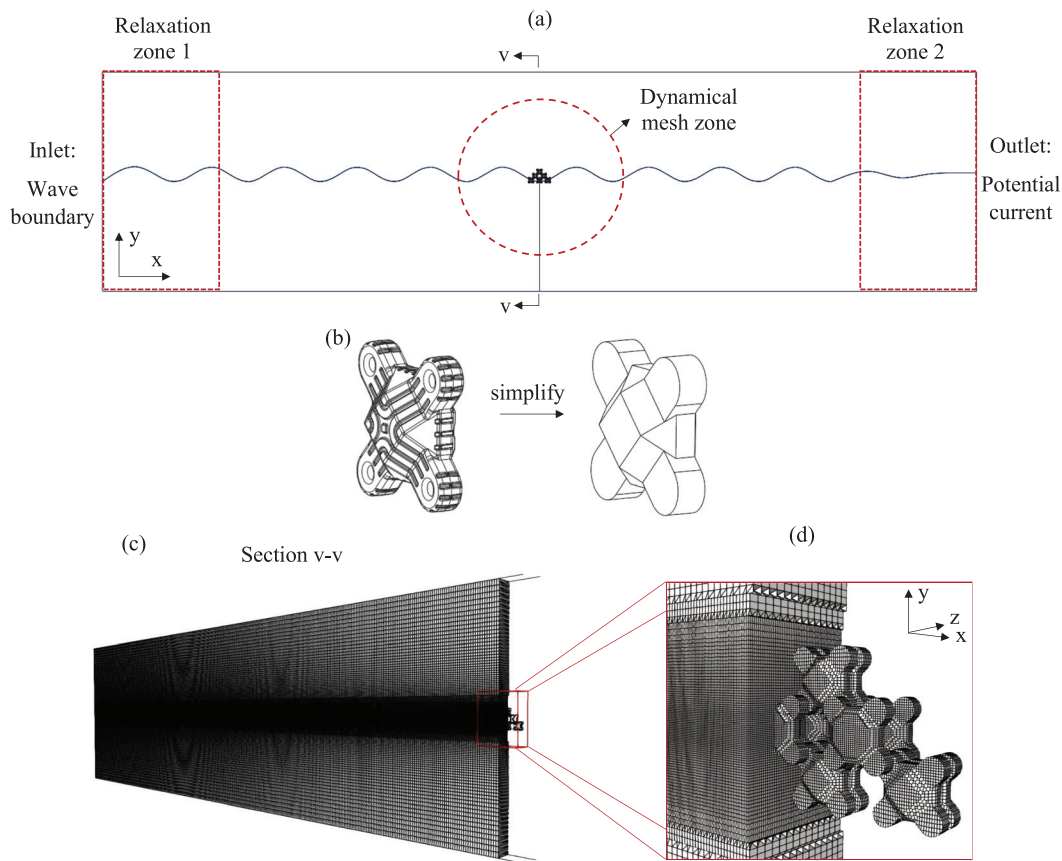 (a)
Relaxation
zone 1
v
Relaxation
zone 2
Dynamical
mesh zone
Inlet:
Wave
boundary
Outlet:
Potential
current
y
x
v
(b)
simplify
(c)
Section v-v
(d)
y
z
x